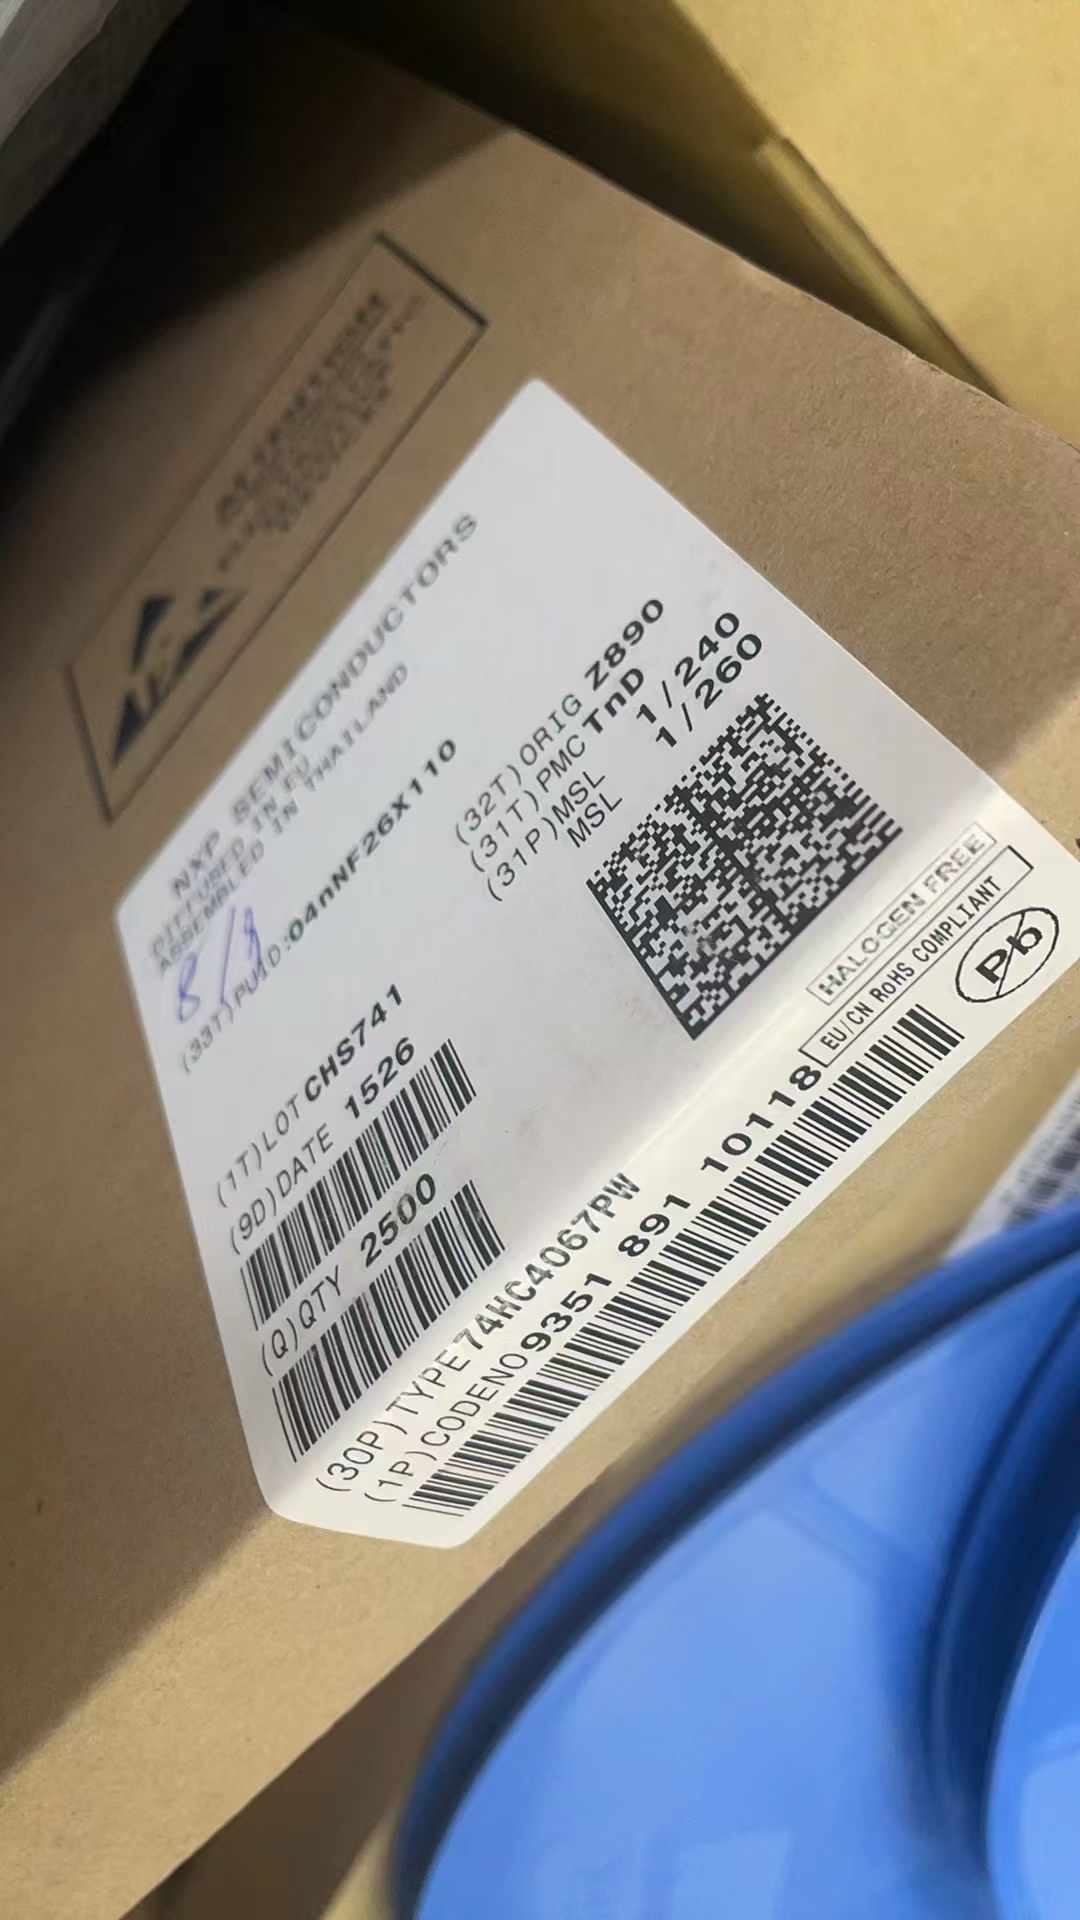 NXP SEMICONDUCTORS
DIFFUSED IN EU
ASSEMBLED IN THAILAND
8/8
(33T)PUID:04nNF26X110
(32T)ORIG Z890
(31T)PMC TnD
(31P)MSL 1/240
MSL 1/260
(1T)LOT CHS741
(9D)DATE 1526
(Q)QTY 2500
HALOGEN FREE
EU/CN RoHS COMPLIANT
Pb
(30P)TYPE 74HC4067PW
(1P)CODENO 9351 891 10118